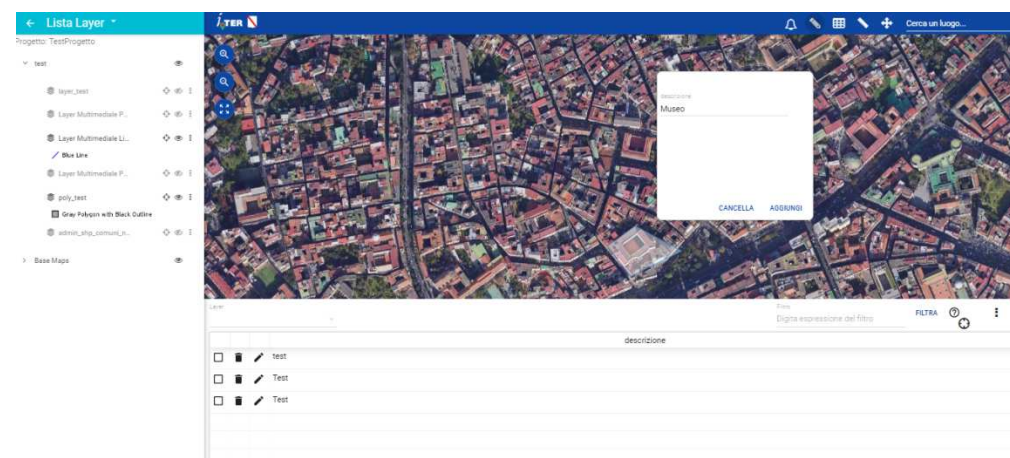 Lista Layer
iTER
Cerca un luogo...
Progetto: TestProgetto
test
layer_test
Layer Multimediale P...
Layer Multimediale Li...
Blue Line
Layer Multimediale P...
poly_test
Gray Polygon with Black Outline
admin_shp_comuni_n...
Base Maps
descrizione
Museo
CANCELLA AGGIUNGI
Layer
Filtro
Digita espressione del filtro
FILTRA
descrizione
test
Test
Test